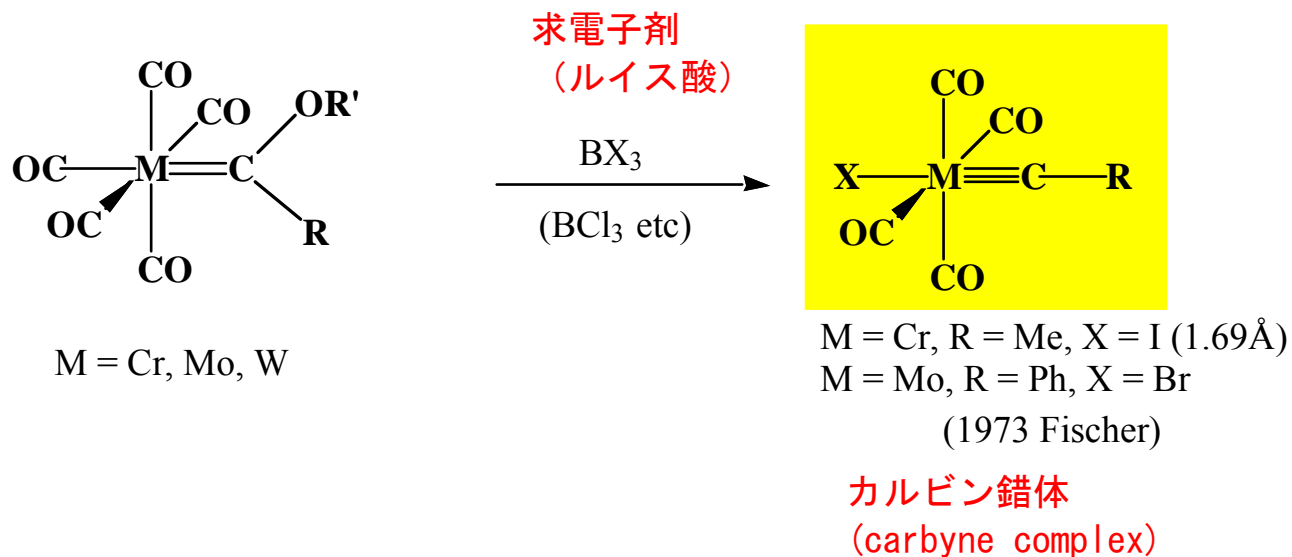 求電子剤
(ルイス酸)
CO
CO
OR'
OC
M
C
OC
R
CO
BX₃
(BCl₃ etc)
CO
CO
X
M
C
R
OC
CO
M = Cr, Mo, W
M = Cr, R = Me, X = I (1.69Å)
M = Mo, R = Ph, X = Br
(1973 Fischer)
カルビン錯体
(carbyne complex)